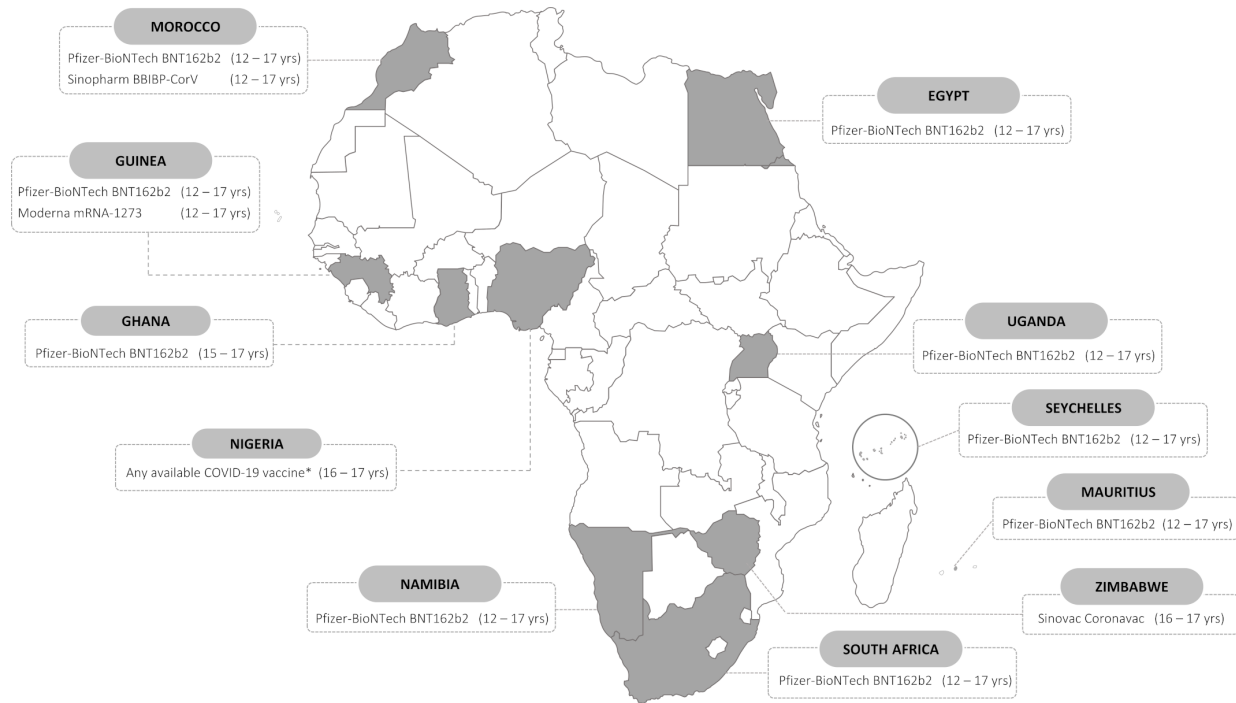 MOROCCO
Pfizer-BioNTech BNT162b2 (12 – 17 yrs)
Sinopharm BBIBP-CorV (12 – 17 yrs)
EGYPT
Pfizer-BioNTech BNT162b2 (12 – 17 yrs)
GUINEA
Pfizer-BioNTech BNT162b2 (12 – 17 yrs)
Moderna mRNA-1273 (12 – 17 yrs)
GHANA
Pfizer-BioNTech BNT162b2 (15 – 17 yrs)
UGANDA
Pfizer-BioNTech BNT162b2 (12 – 17 yrs)
SEYCHELLES
Pfizer-BioNTech BNT162b2 (12 – 17 yrs)
NIGERIA
Any available COVID-19 vaccine* (16 – 17 yrs)
MAURITIUS
Pfizer-BioNTech BNT162b2 (12 – 17 yrs)
NAMIBIA
Pfizer-BioNTech BNT162b2 (12 – 17 yrs)
ZIMBABWE
Sinovac Coronavac (16 – 17 yrs)
SOUTH AFRICA
Pfizer-BioNTech BNT162b2 (12 – 17 yrs)